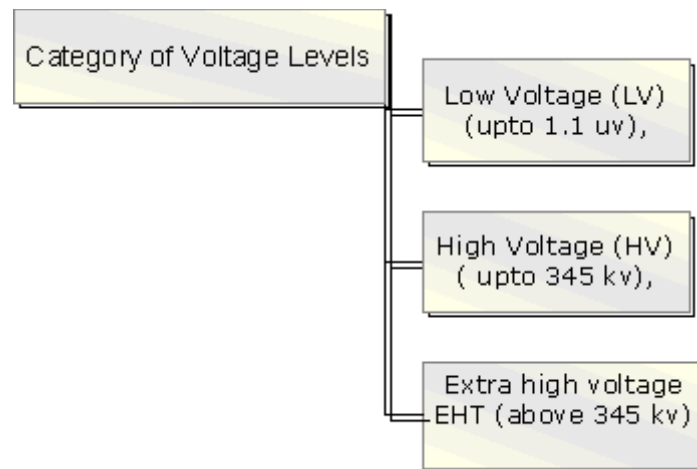 Category of Voltage Levels
Low Voltage (LV)
(upto 1.1 uv),
High Voltage (HV)
( upto 345 kv),
Extra high voltage
EHT (above 345 kv)